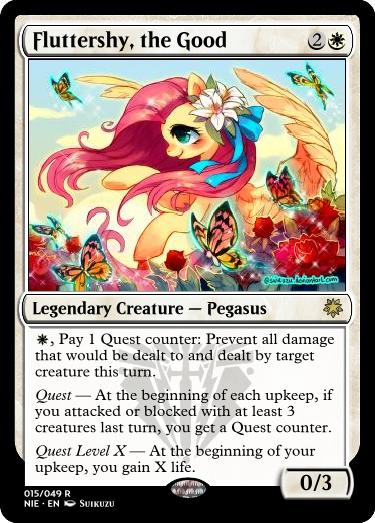 Fluttershy, the Good 2
@suikuzu.deviantart.com
Legendary Creature — Pegasus
, Pay 1 Quest counter: Prevent all damage
that would be dealt to and dealt by target
creature this turn.
Quest — At the beginning of each upkeep, if
you attacked or blocked with at least 3
creatures last turn, you get a Quest counter.
Quest Level X — At the beginning of your
upkeep, you gain X life.
0/3
015/049 R
NIE • EN Suikuzu